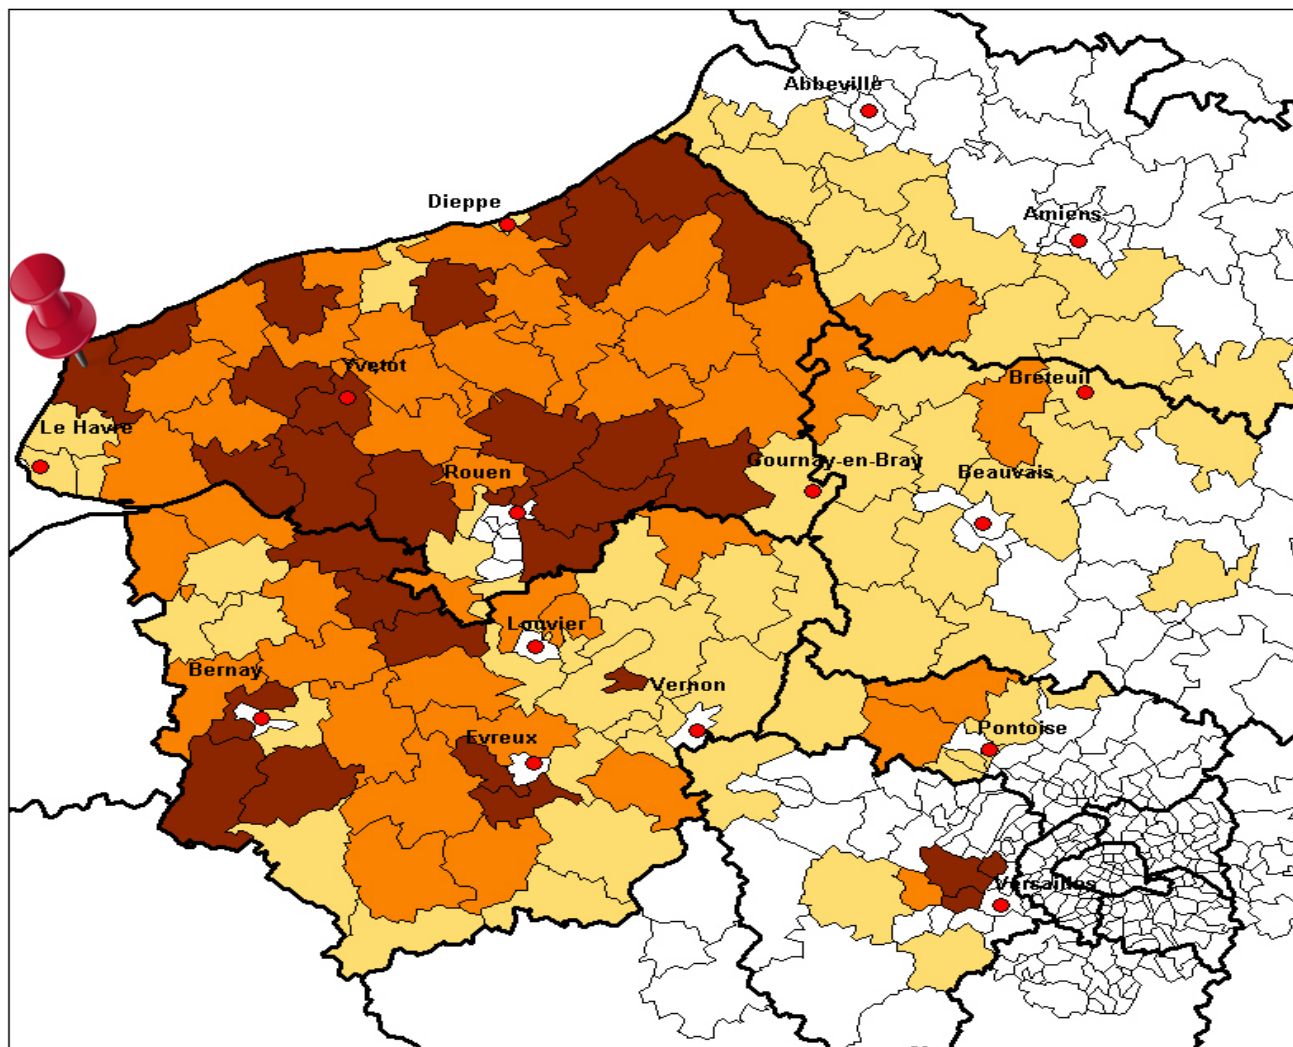 Abbeville
Amiens
Dieppe
Yvetot
Breteuil
Le Havre
Rouen
Gournay-en-Bray
Beauvais
Louvier
Bernay
Vernon
Evreux
Pontoise
Versailles